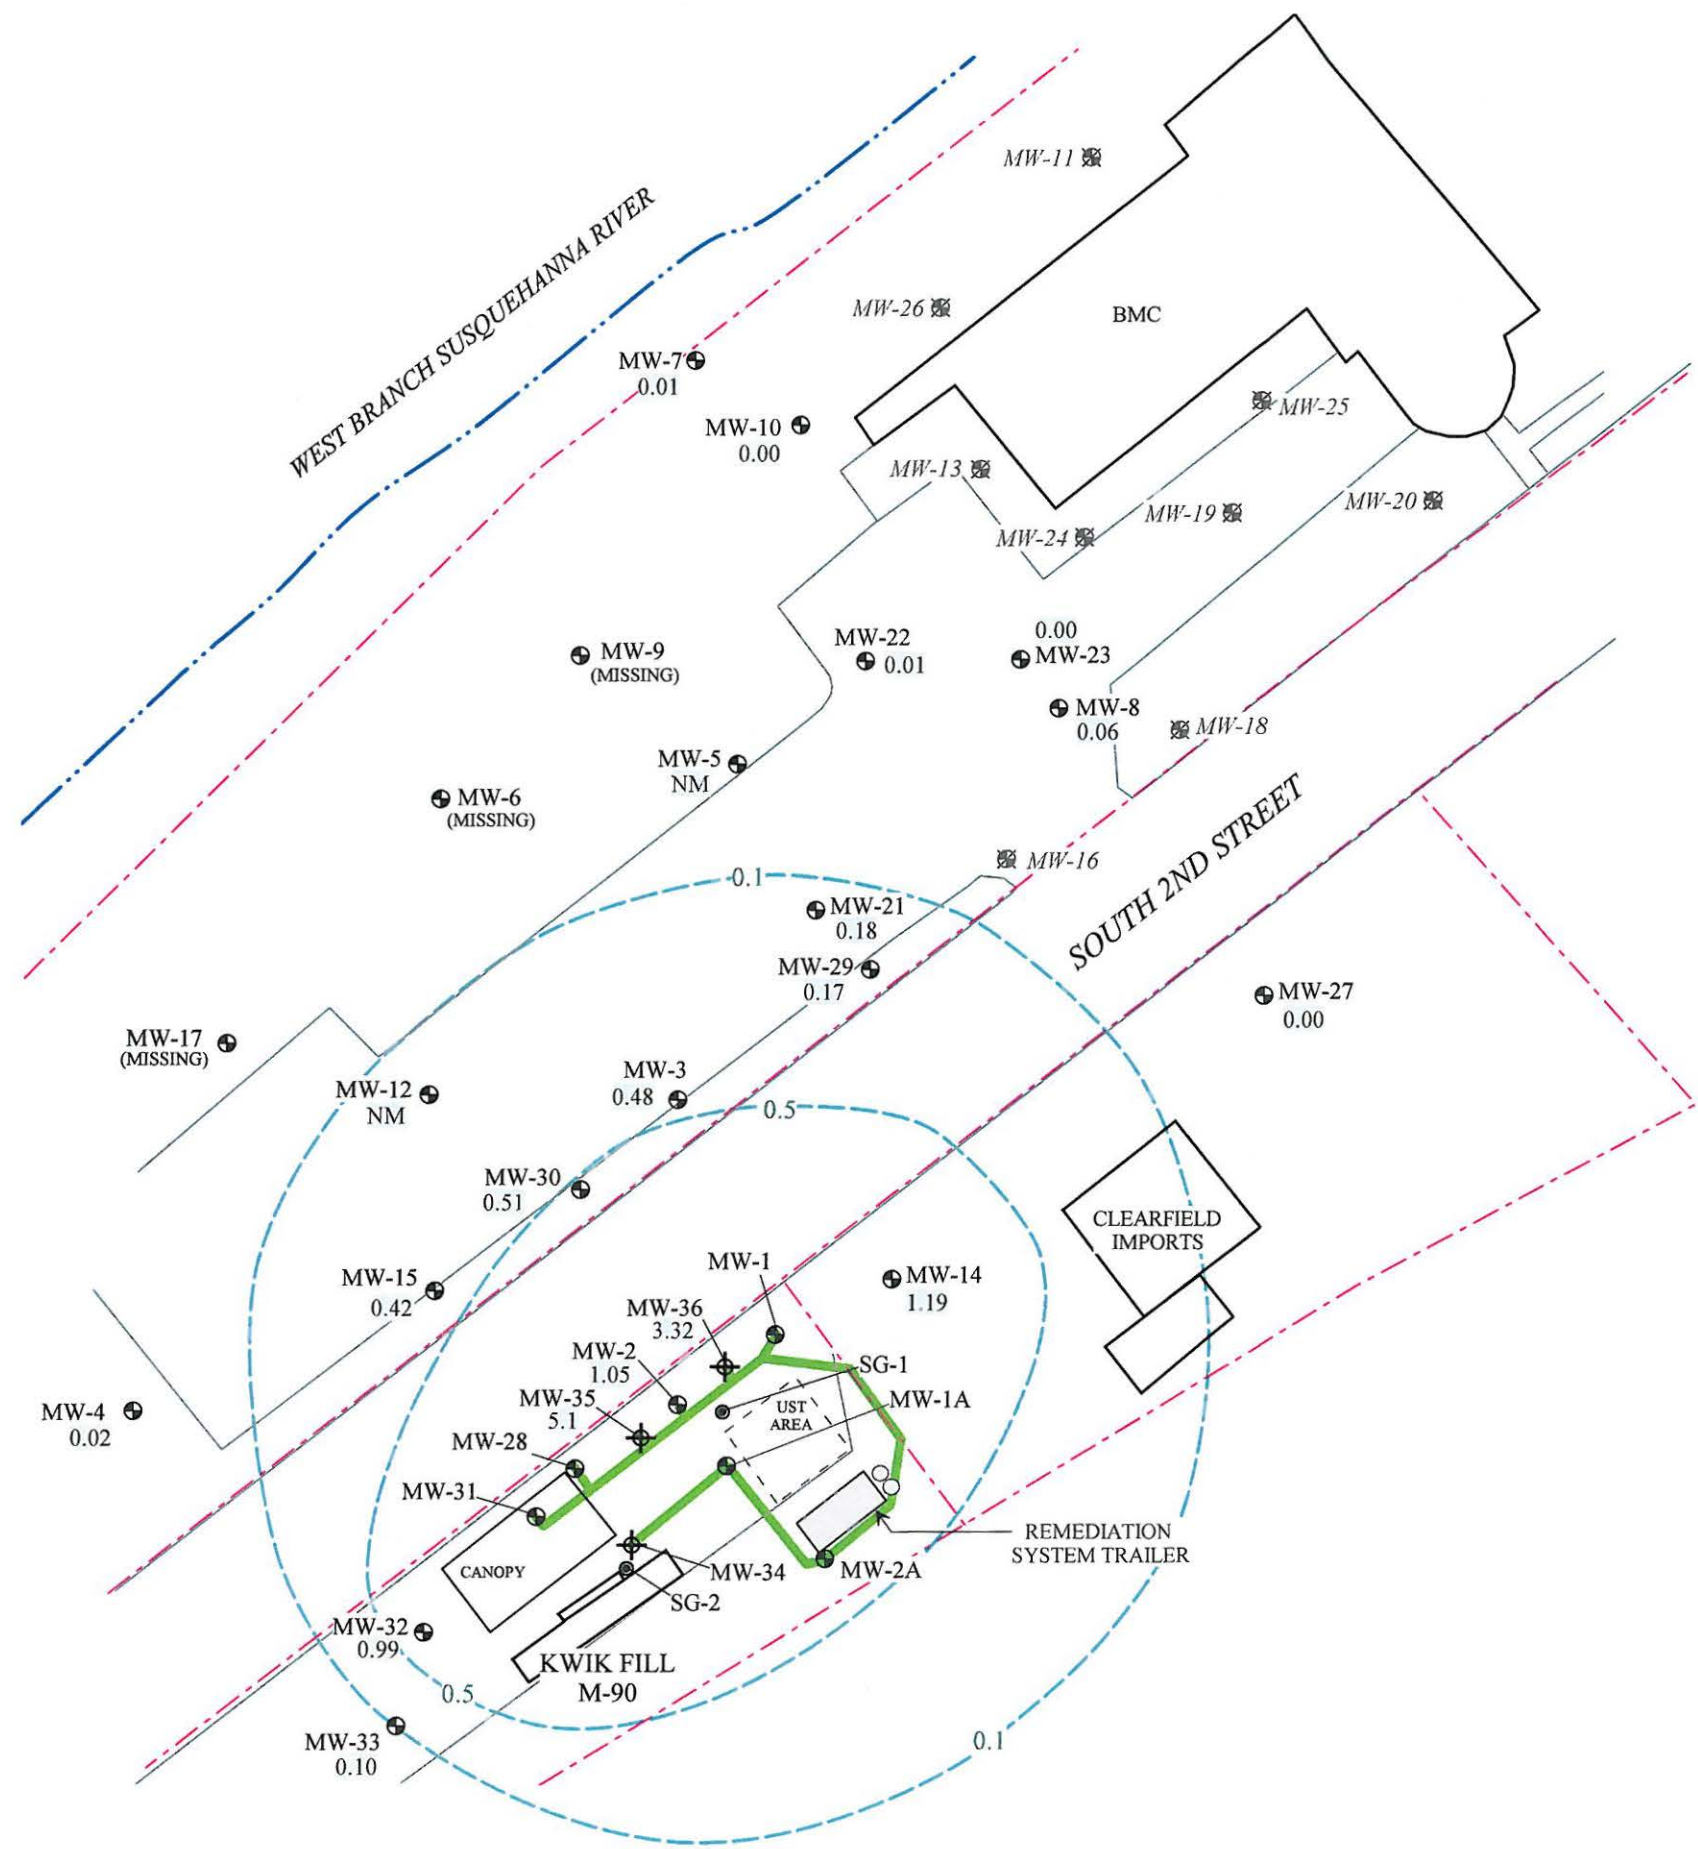 MW-11
WEST BRANCH SUSQUEHANNA RIVER
MW-26
BMC
MW-7
0.01
MW-25
MW-10
0.00
MW-13
MW-20
MW-19
MW-24
MW-9
(MISSING)
MW-22
0.01
0.00
MW-23
MW-8
0.06
MW-18
MW-5
NM
MW-6
(MISSING)
SOUTH 2ND STREET
MW-16
0.1
MW-21
0.18
MW-29
0.17
MW-27
0.00
MW-17
(MISSING)
MW-12
NM
MW-3
0.48
0.5
MW-30
0.51
CLEARFIELD
IMPORTS
MW-15
0.42
MW-1
MW-14
1.19
MW-36
3.32
MW-2
1.05
SG-1
MW-35
5.1
MW-1A
UST
AREA
MW-4
0.02
MW-28
MW-31
REMEDIATION
SYSTEM TRAILER
CANOPY
MW-34
MW-2A
SG-2
MW-32
0.99
KWIK FILL
M-90
0.5
MW-33
0.10
0.1